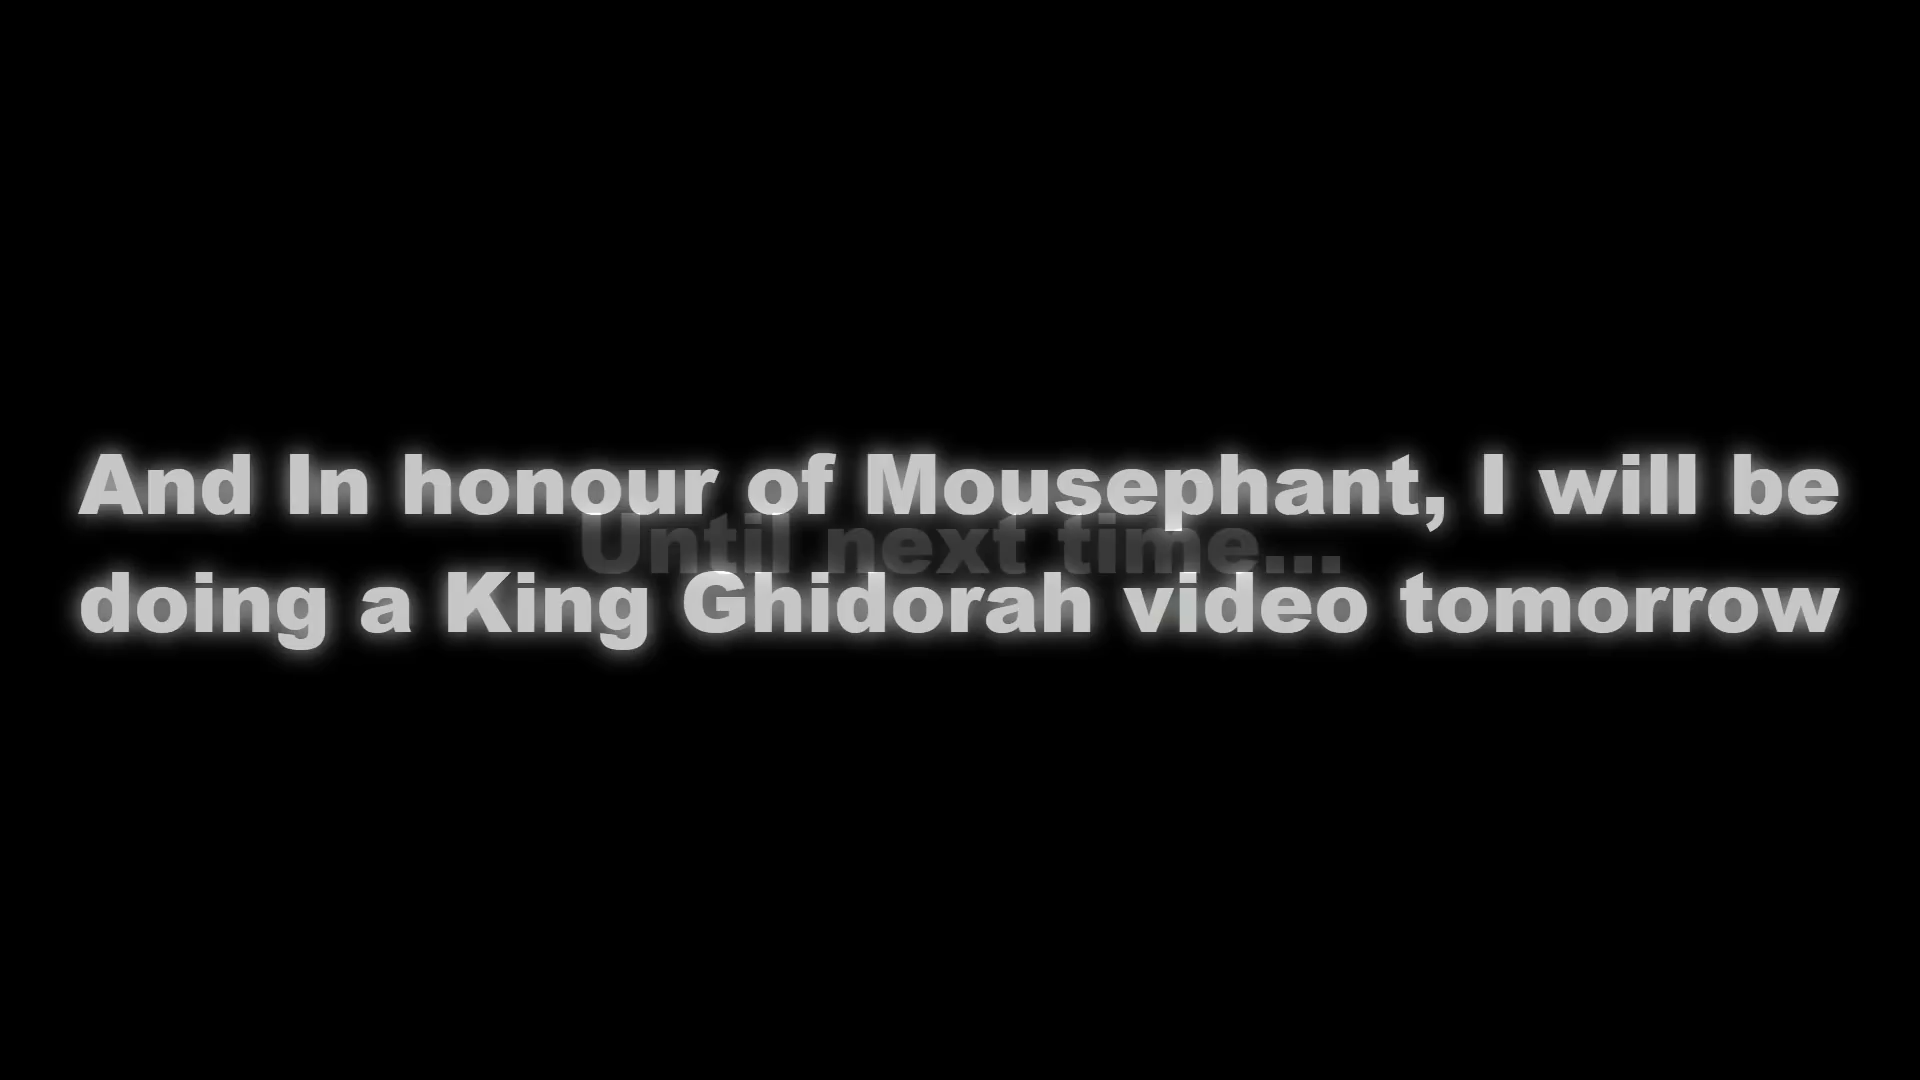 And In honour of Mousephant, I will be
Until next time...
doing a King Ghidorah video tomorrow